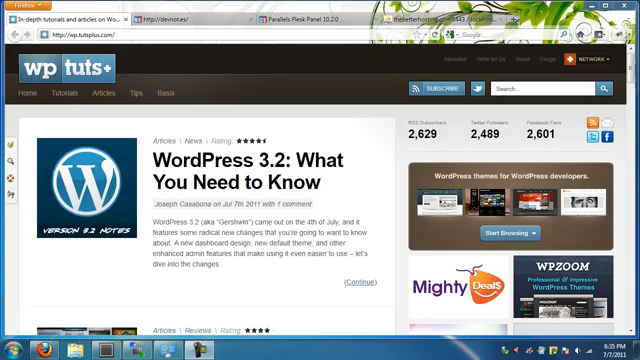 Firefox
In-depth tutorials and articles on Wo...
http://devnot.es/
Parallels Plesk Panel 10.2.0
thebetterhosting.com:8443 / localhos...
http://wp.tutsplus.com/
Google
wp tuts+
Advertise
Write for Us
About
Usage
NETWORK
Home
Tutorials
Articles
Tips
Basix
SUBSCRIBE
Search...
Articles \ News \ Rating:
WordPress 3.2: What
You Need to Know
Joseph Casabona on Jul 7th 2011 with 1 comment
WordPress 3.2 (aka "Gershwin") came out on the 4th of July, and it
features some radical new changes that you're going to want to know
about. A new dashboard design, new default theme, and other
enhanced admin features that make using it even easier to use – let's
dive into the changes.
(Continue)
VERSION 3.2 NOTES
RSS Subscribers
2,629
Twitter Followers
2,489
Facebook Fans
2,601
WordPress themes for WordPress developers.
Start Browsing
Mighty Deals
WPZOOM
Professional & Impressive
WordPress Themes
Articles \ Reviews \ Rating:
6:35 PM
7/7/2011